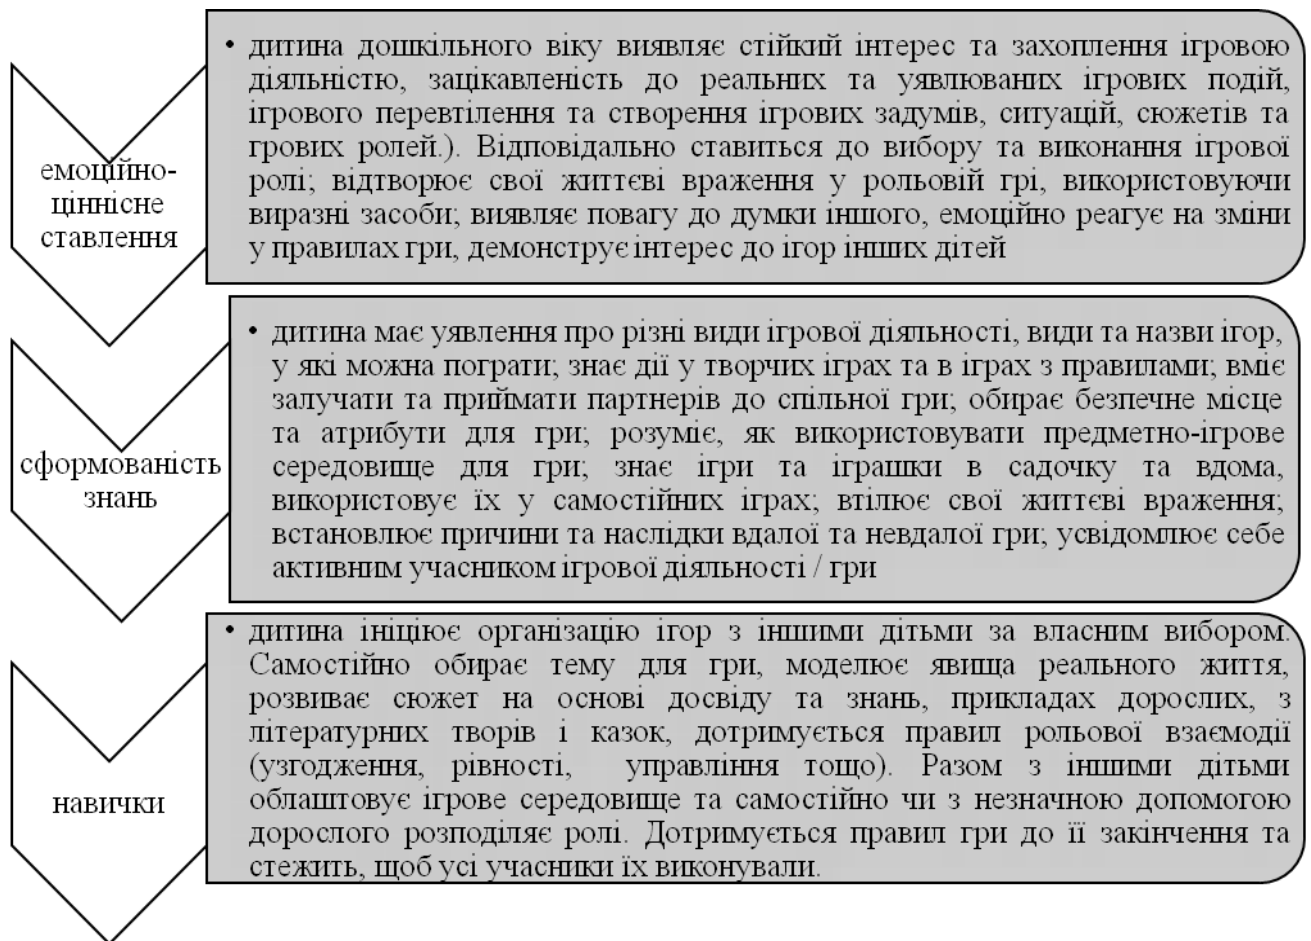 емоційно-
ціннісне
ставлення
• дитина дошкільного віку виявляє стійкий інтерес та захоплення ігровою
діяльністю, зацікавленість до реальних та уявлюваних ігрових подій,
ігрового перевтілення та створення ігрових задумів, ситуацій, сюжетів та
грових ролей.). Відповідально ставиться до вибору та виконання ігрової
ролі; відтворює свої життєві враження у рольовій грі, використовуючи
виразні засоби; виявляє повагу до думки іншого, емоційно реагує на зміни
у правилах гри, демонструє інтерес до ігор інших дітей
сформованість
знань
• дитина має уявлення про різні види ігрової діяльності, види та назви ігор,
у які можна пограти; знає дії у творчих іграх та в іграх з правилами; вміє
залучати та приймати партнерів до спільної гри; обирає безпечне місце
та атрибути для гри; розуміє, як використовувати предметно-ігрове
середовище для гри; знає ігри та іграшки в садочку та вдома,
використовує їх у самостійних іграх; втілює свої життєві враження;
встановлює причини та наслідки вдалої та невдалої гри; усвідомлює себе
активним учасником ігрової діяльності / гри
навички
• дитина ініціює організацію ігор з іншими дітьми за власним вибором.
Самостійно обирає тему для гри, моделює явища реального життя,
розвиває сюжет на основі досвіду та знань, прикладах дорослих, з
літературних творів і казок, дотримується правил рольової взаємодії
(узгодження, рівності, управління тощо). Разом з іншими дітьми
облаштовує ігрове середовище та самостійно чи з незначною допомогою
дорослого розподіляє ролі. Дотримується правил гри до її закінчення та
стежить, щоб усі учасники їх виконували.